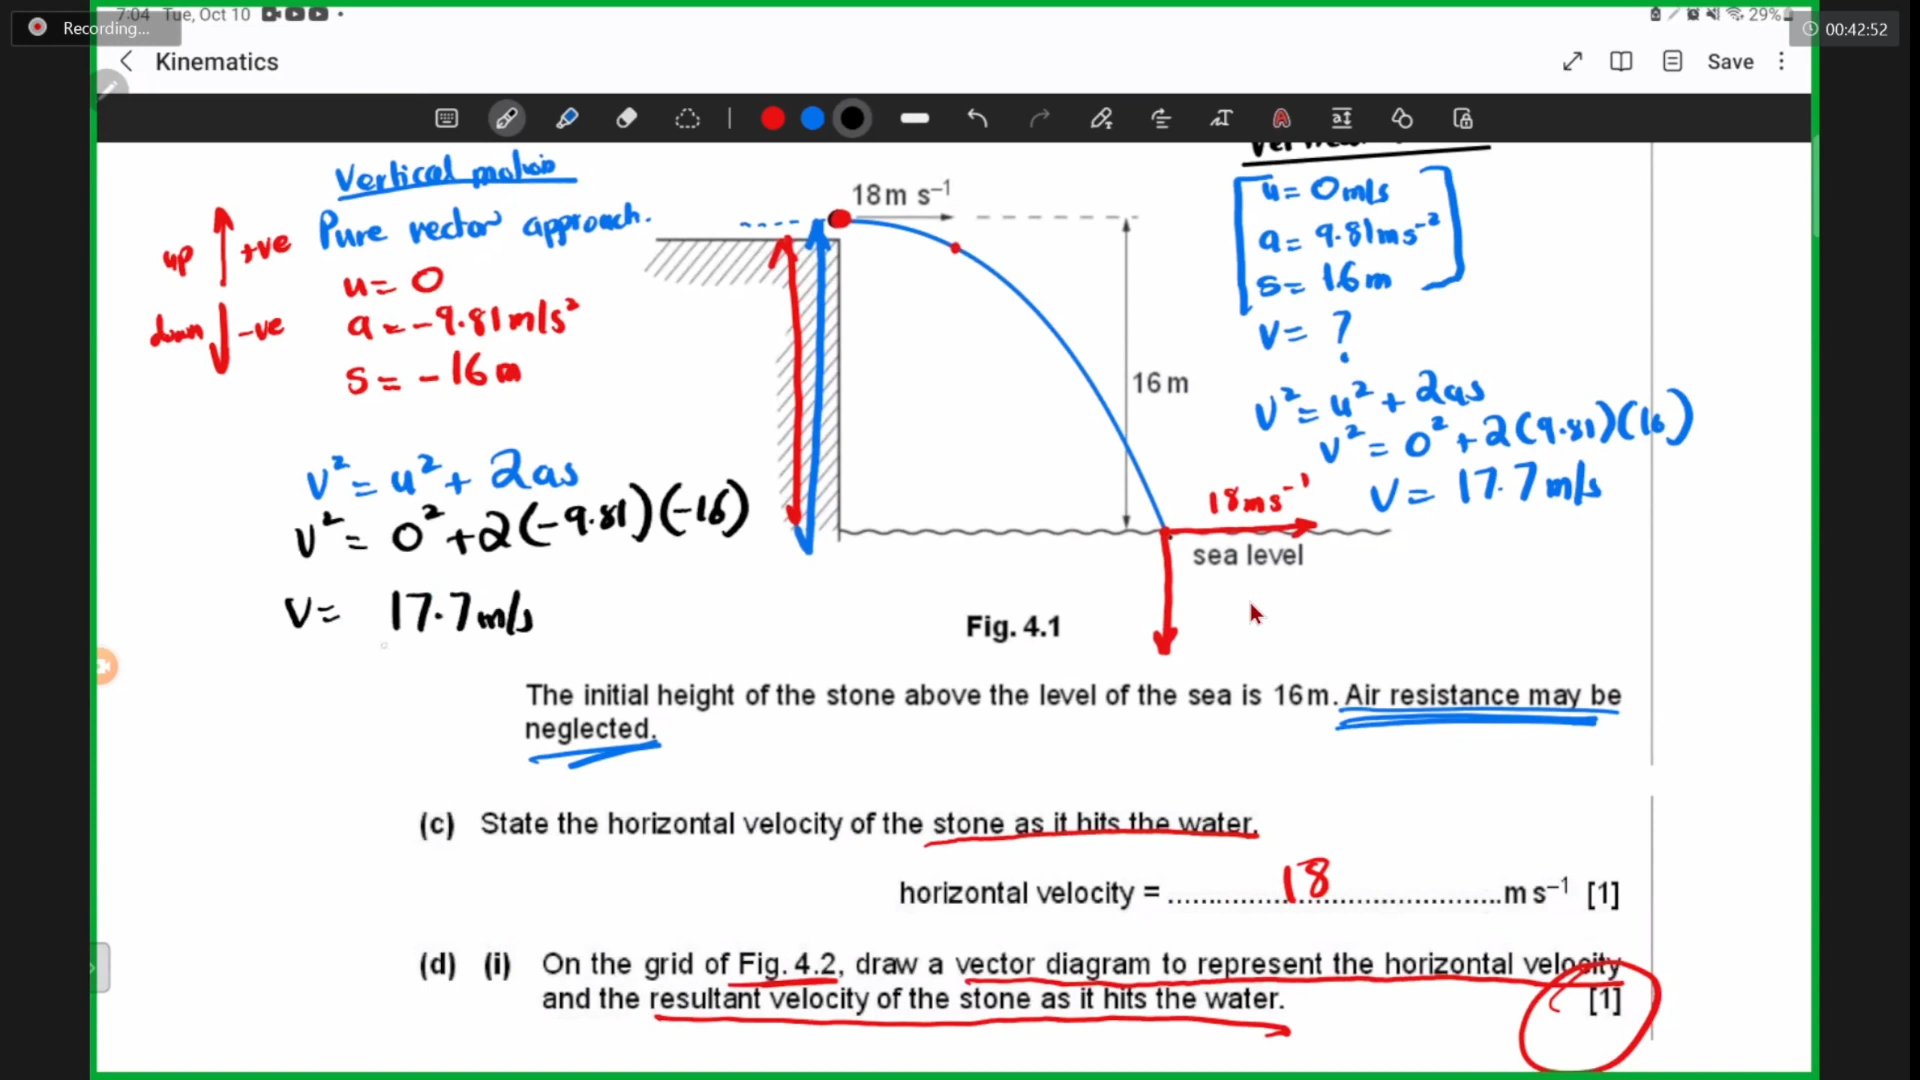 7:04 Tue, Oct 10
29%
Recording...
00:42:52
Kinematics
Save
Vertical motion
Pure vector approach.
up
+ve
down
-ve
u = 0
a = -9.81m/s²
s = -16 m
v² = u² + 2as
v² = 0² + 2(-9.81)(-16)
v = 17.7 m/s
18 m s⁻¹
16 m
18 ms⁻¹
sea level
Fig. 4.1
u = 0m/s
a = 9.81ms⁻²
s = 16m
v = ?
v² = u² + 2as
v² = 0² + 2(9.81)(16)
v = 17.7 m/s
The initial height of the stone above the level of the sea is 16 m. Air resistance may be
neglected.
(c) State the horizontal velocity of the stone as it hits the water.
horizontal velocity = .............18.............. m s⁻¹ [1]
(d) (i) On the grid of Fig. 4.2, draw a vector diagram to represent the horizontal velocity
and the resultant velocity of the stone as it hits the water. [1]